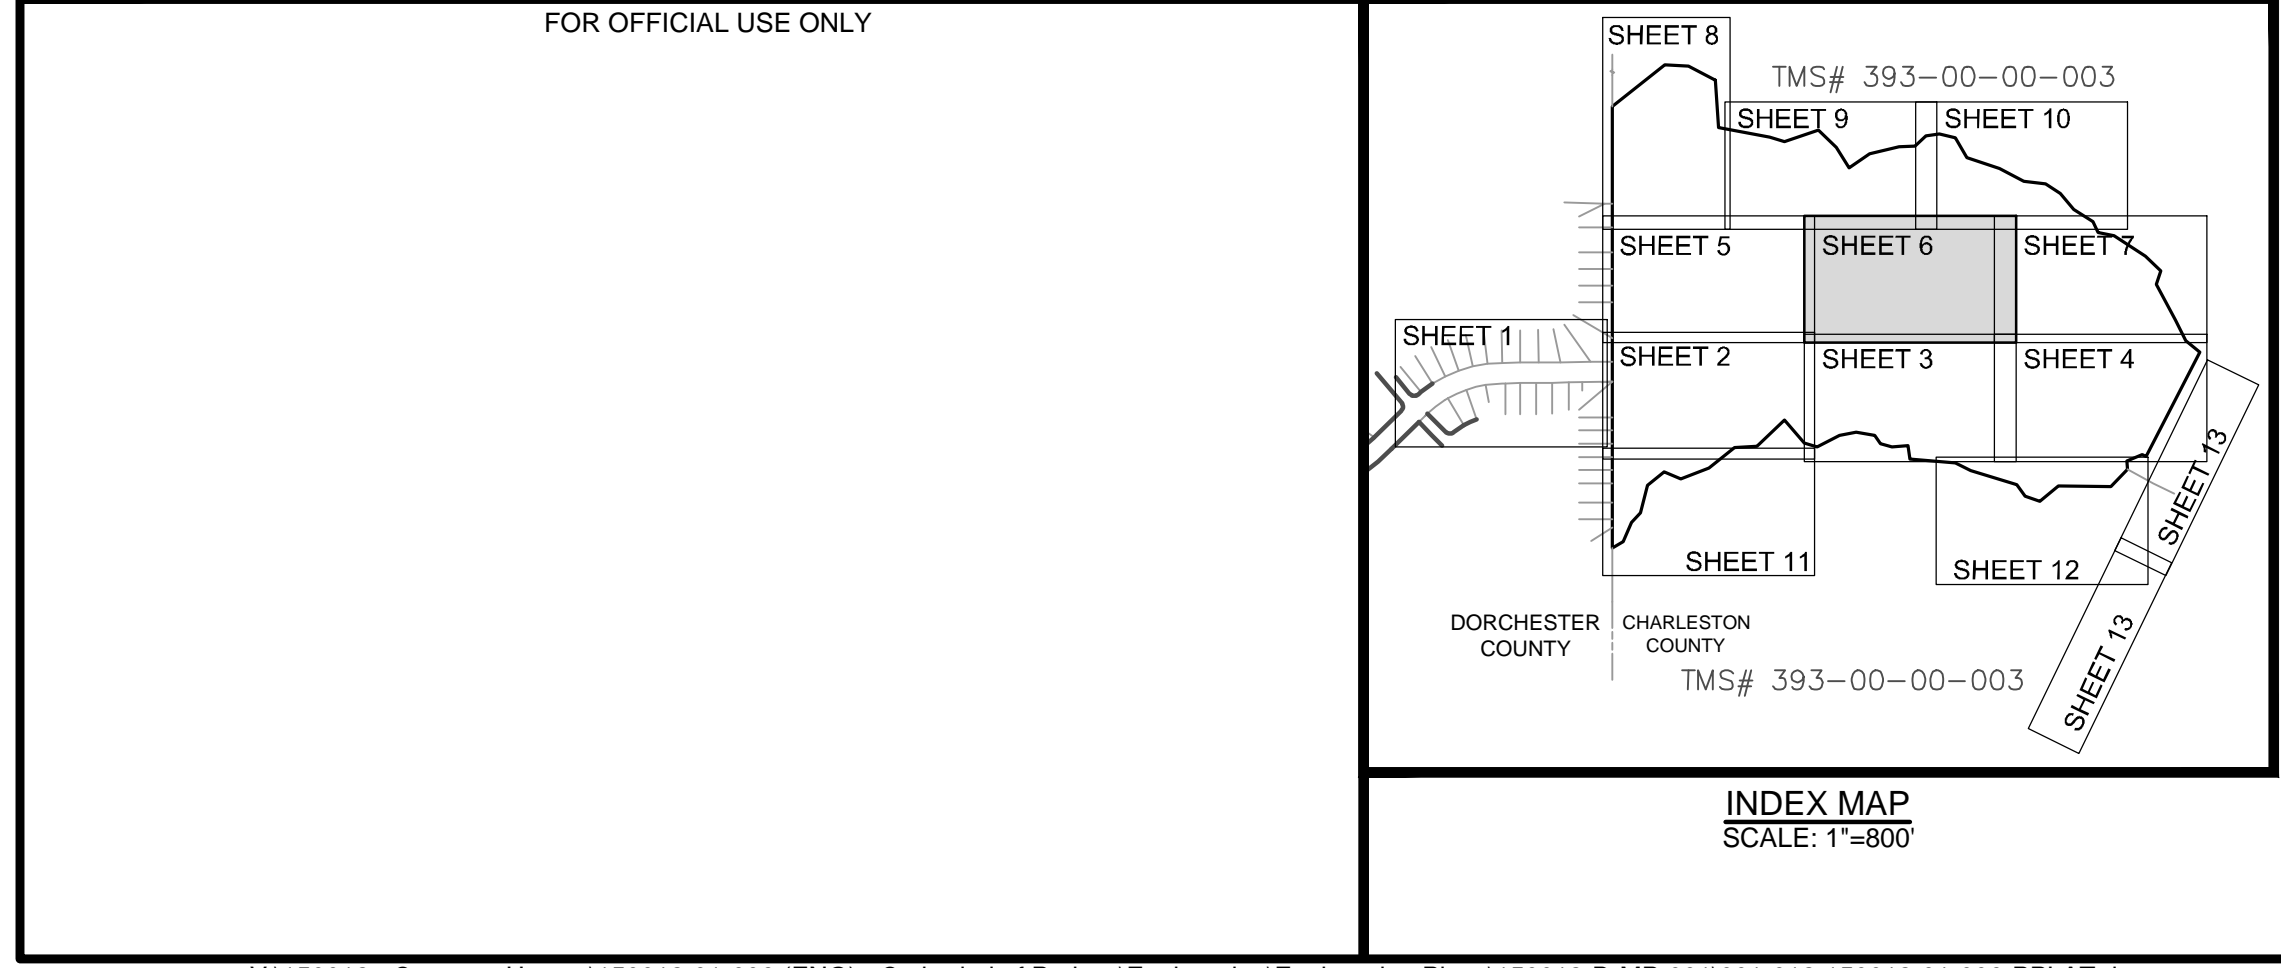 FOR OFFICIAL USE ONLY
SHEET 8
TMS# 393-00-00-003
SHEET 9
SHEET 10
SHEET 5
SHEET 6
SHEET 7
SHEET 1
SHEET 2
SHEET 3
SHEET 4
SHEET 13
SHEET 11
SHEET 12
SHEET 13
DORCHESTER
COUNTY
CHARLESTON
COUNTY
TMS# 393-00-00-003
INDEX MAP
SCALE: 1"=800'